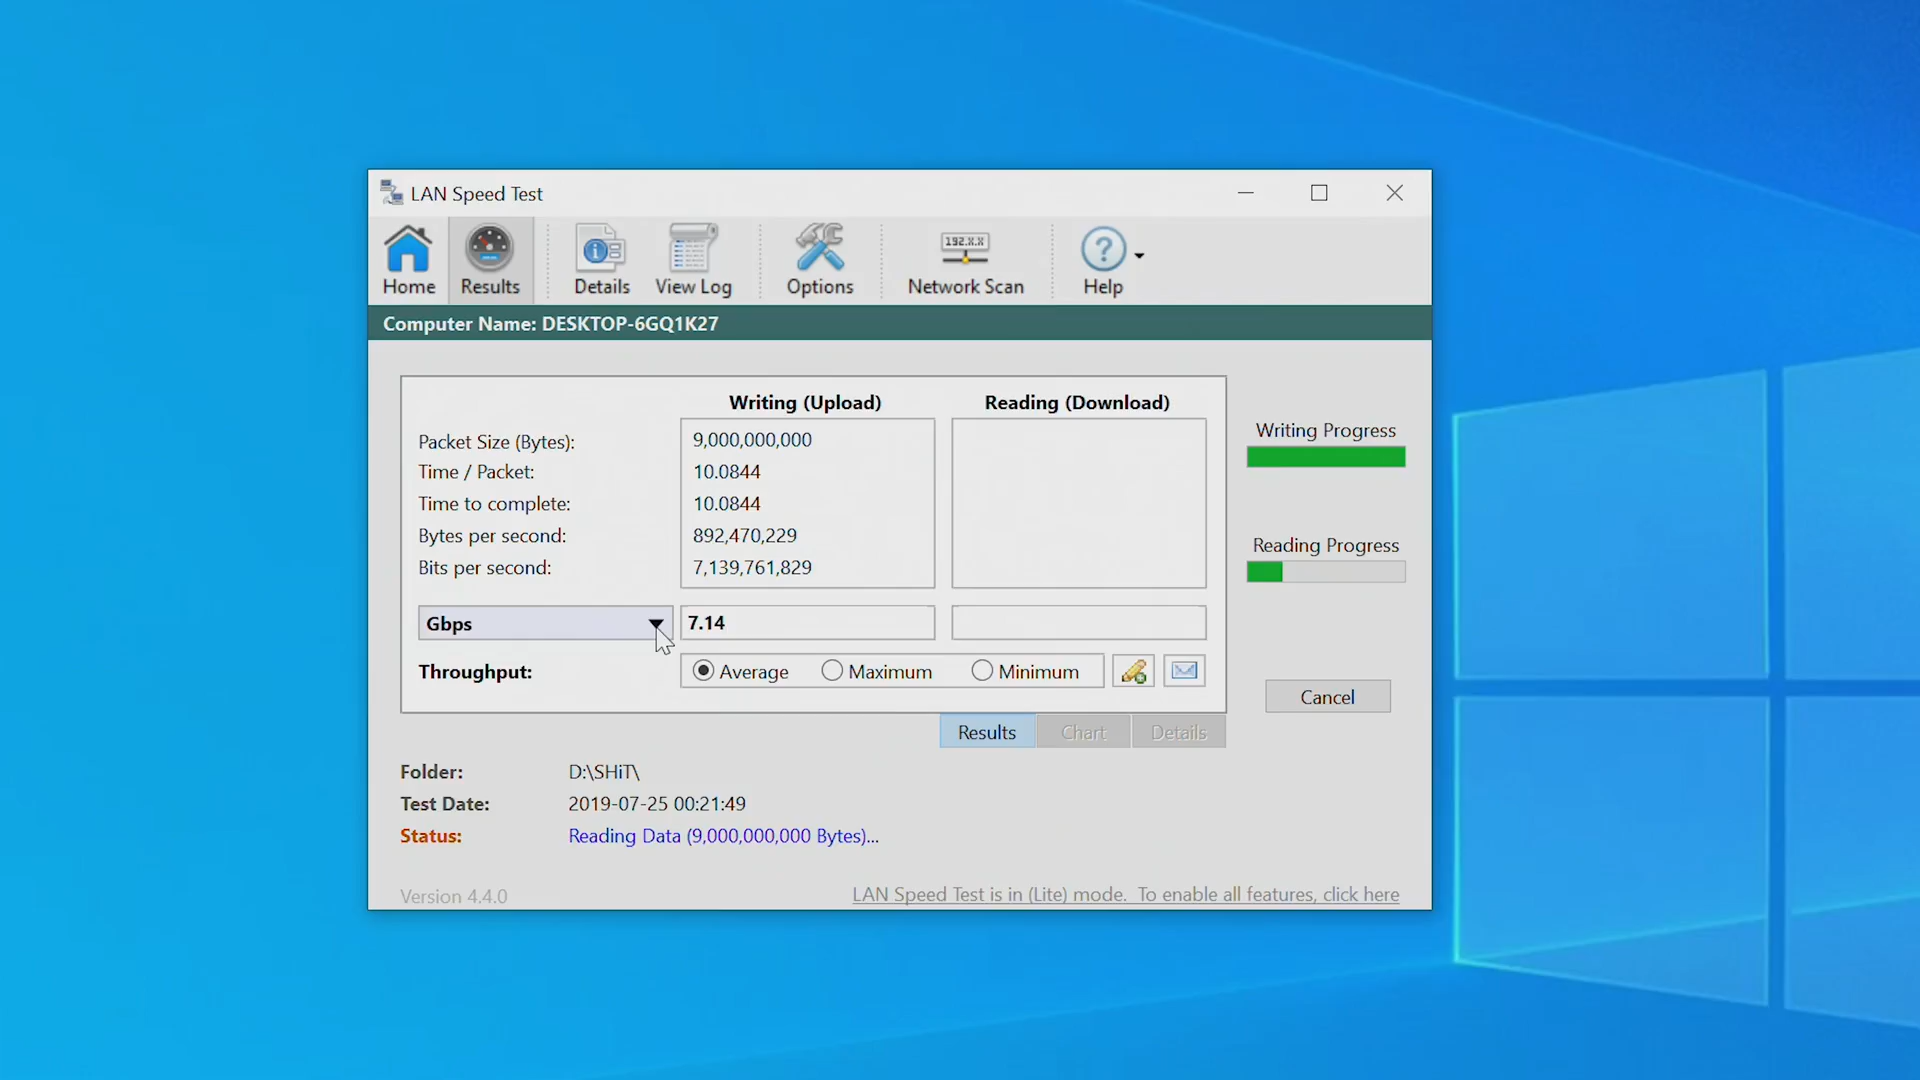 LAN Speed Test
Home Results Details View Log Options 192.X.X Network Scan ? Help
Computer Name: DESKTOP-6GQ1K27
Writing (Upload) Reading (Download)
Packet Size (Bytes): 9,000,000,000
Time / Packet: 10.0844
Time to complete: 10.0844
Bytes per second: 892,470,229
Bits per second: 7,139,761,829
Writing Progress
Reading Progress
Gbps 7.14
Throughput: Average Maximum Minimum
Cancel
Results Chart Details
Folder: D:\SHiT\
Test Date: 2019-07-25 00:21:49
Status: Reading Data (9,000,000,000 Bytes)...
Version 4.4.0 LAN Speed Test is in (Lite) mode. To enable all features, click here